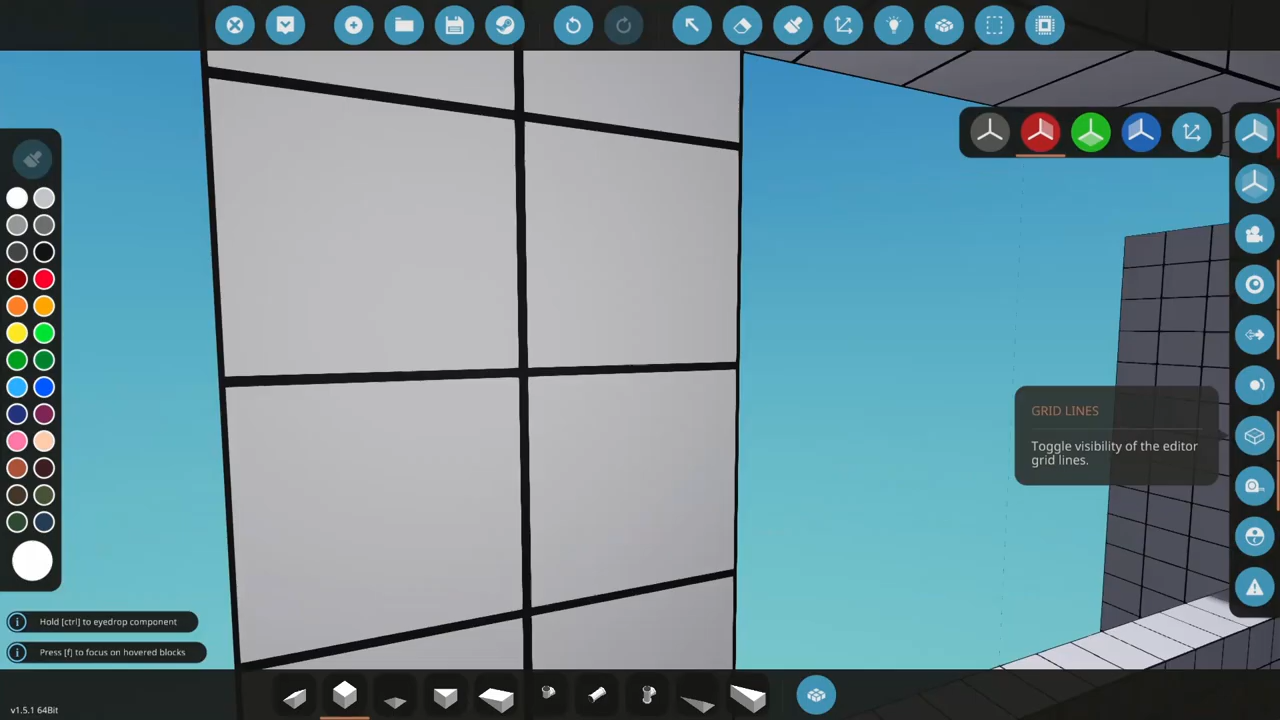 GRID LINES
Toggle visibility of the editor
grid lines.
Hold [ctrl] to eyedrop component
Press [f] to focus on hovered blocks
v1.5.1 64Bit